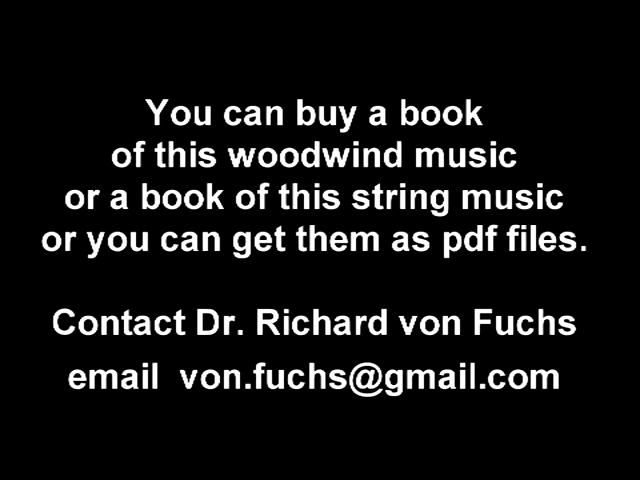 You can buy a book
of this woodwind music
or a book of this string music
or you can get them as pdf files.
Contact Dr. Richard von Fuchs
email  von.fuchs@gmail.com